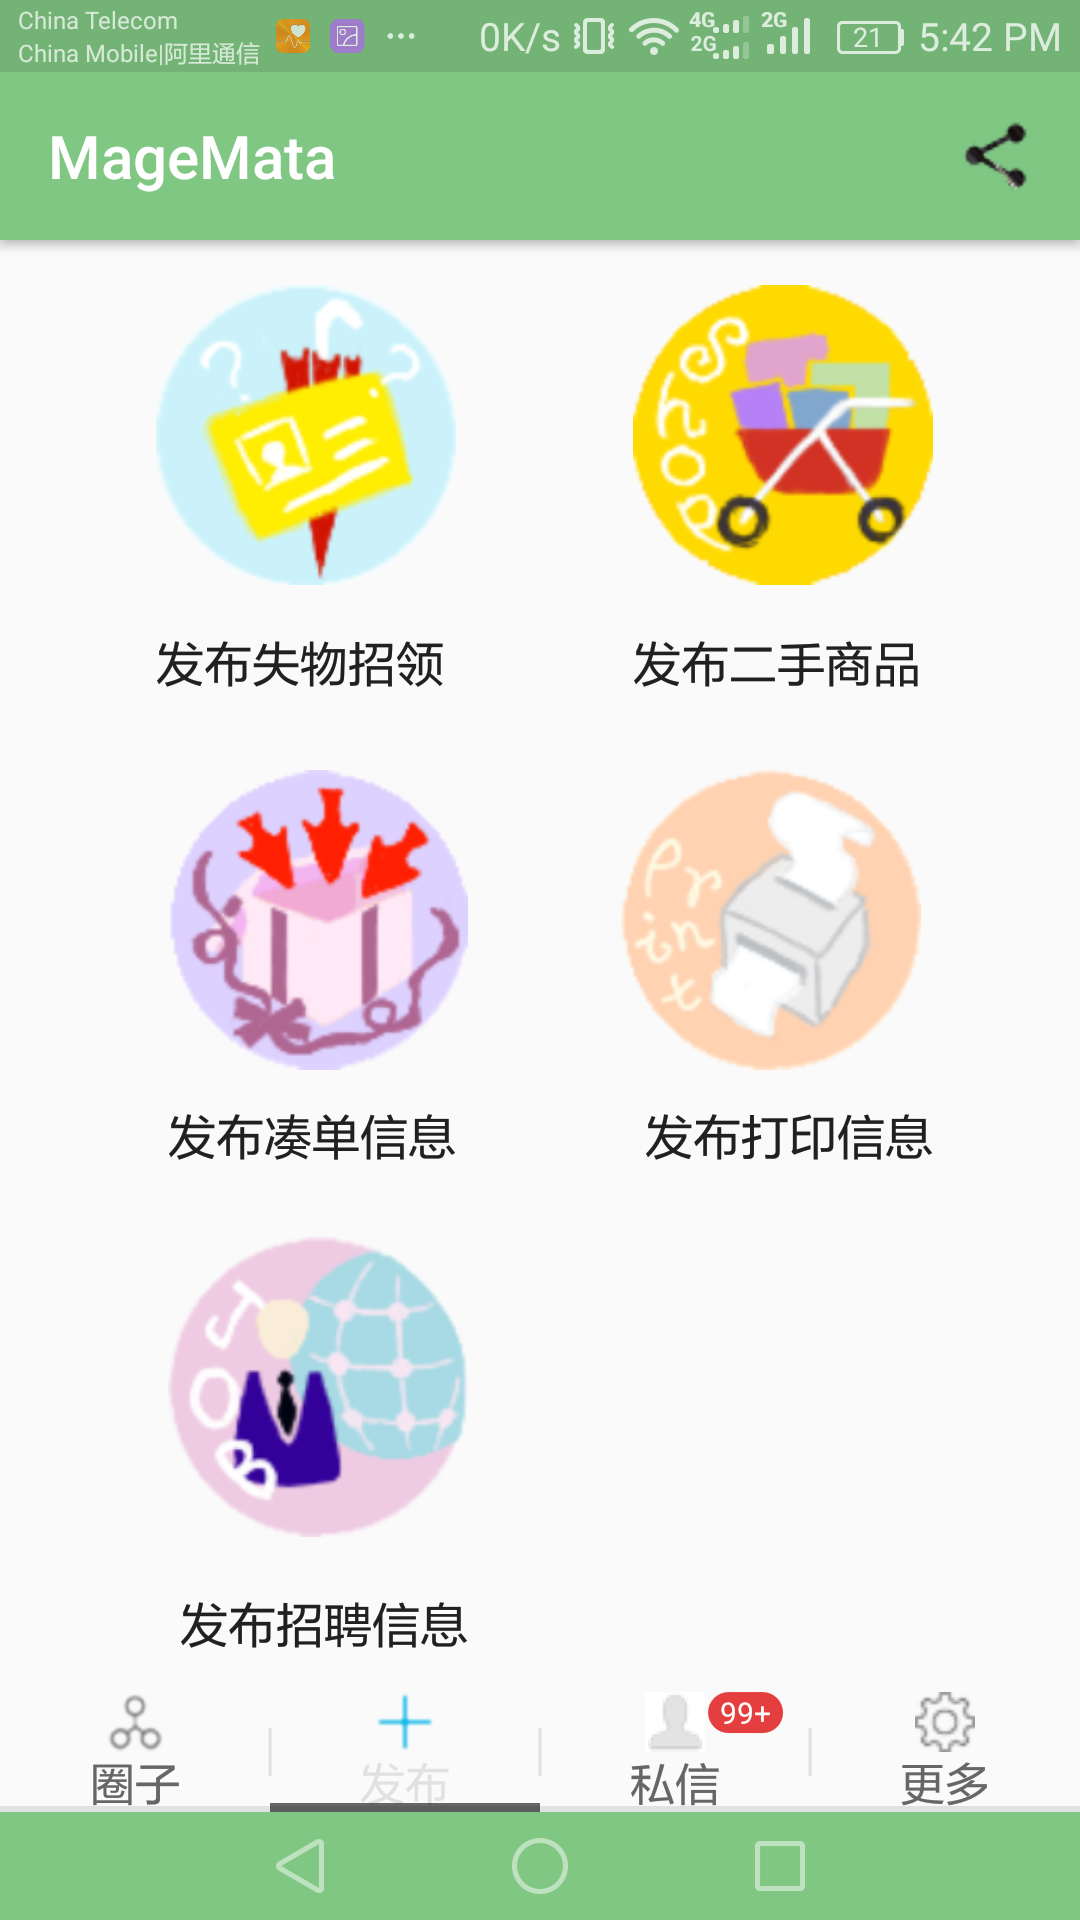 China Telecom
China Mobile|阿里通信
0K/s
4G
2G
2G
21
5:42 PM
MageMata
Shop
发布失物招领
发布二手商品
Print
发布凑单信息
发布打印信息
JOB
发布招聘信息
99+
圈子
发布
私信
更多